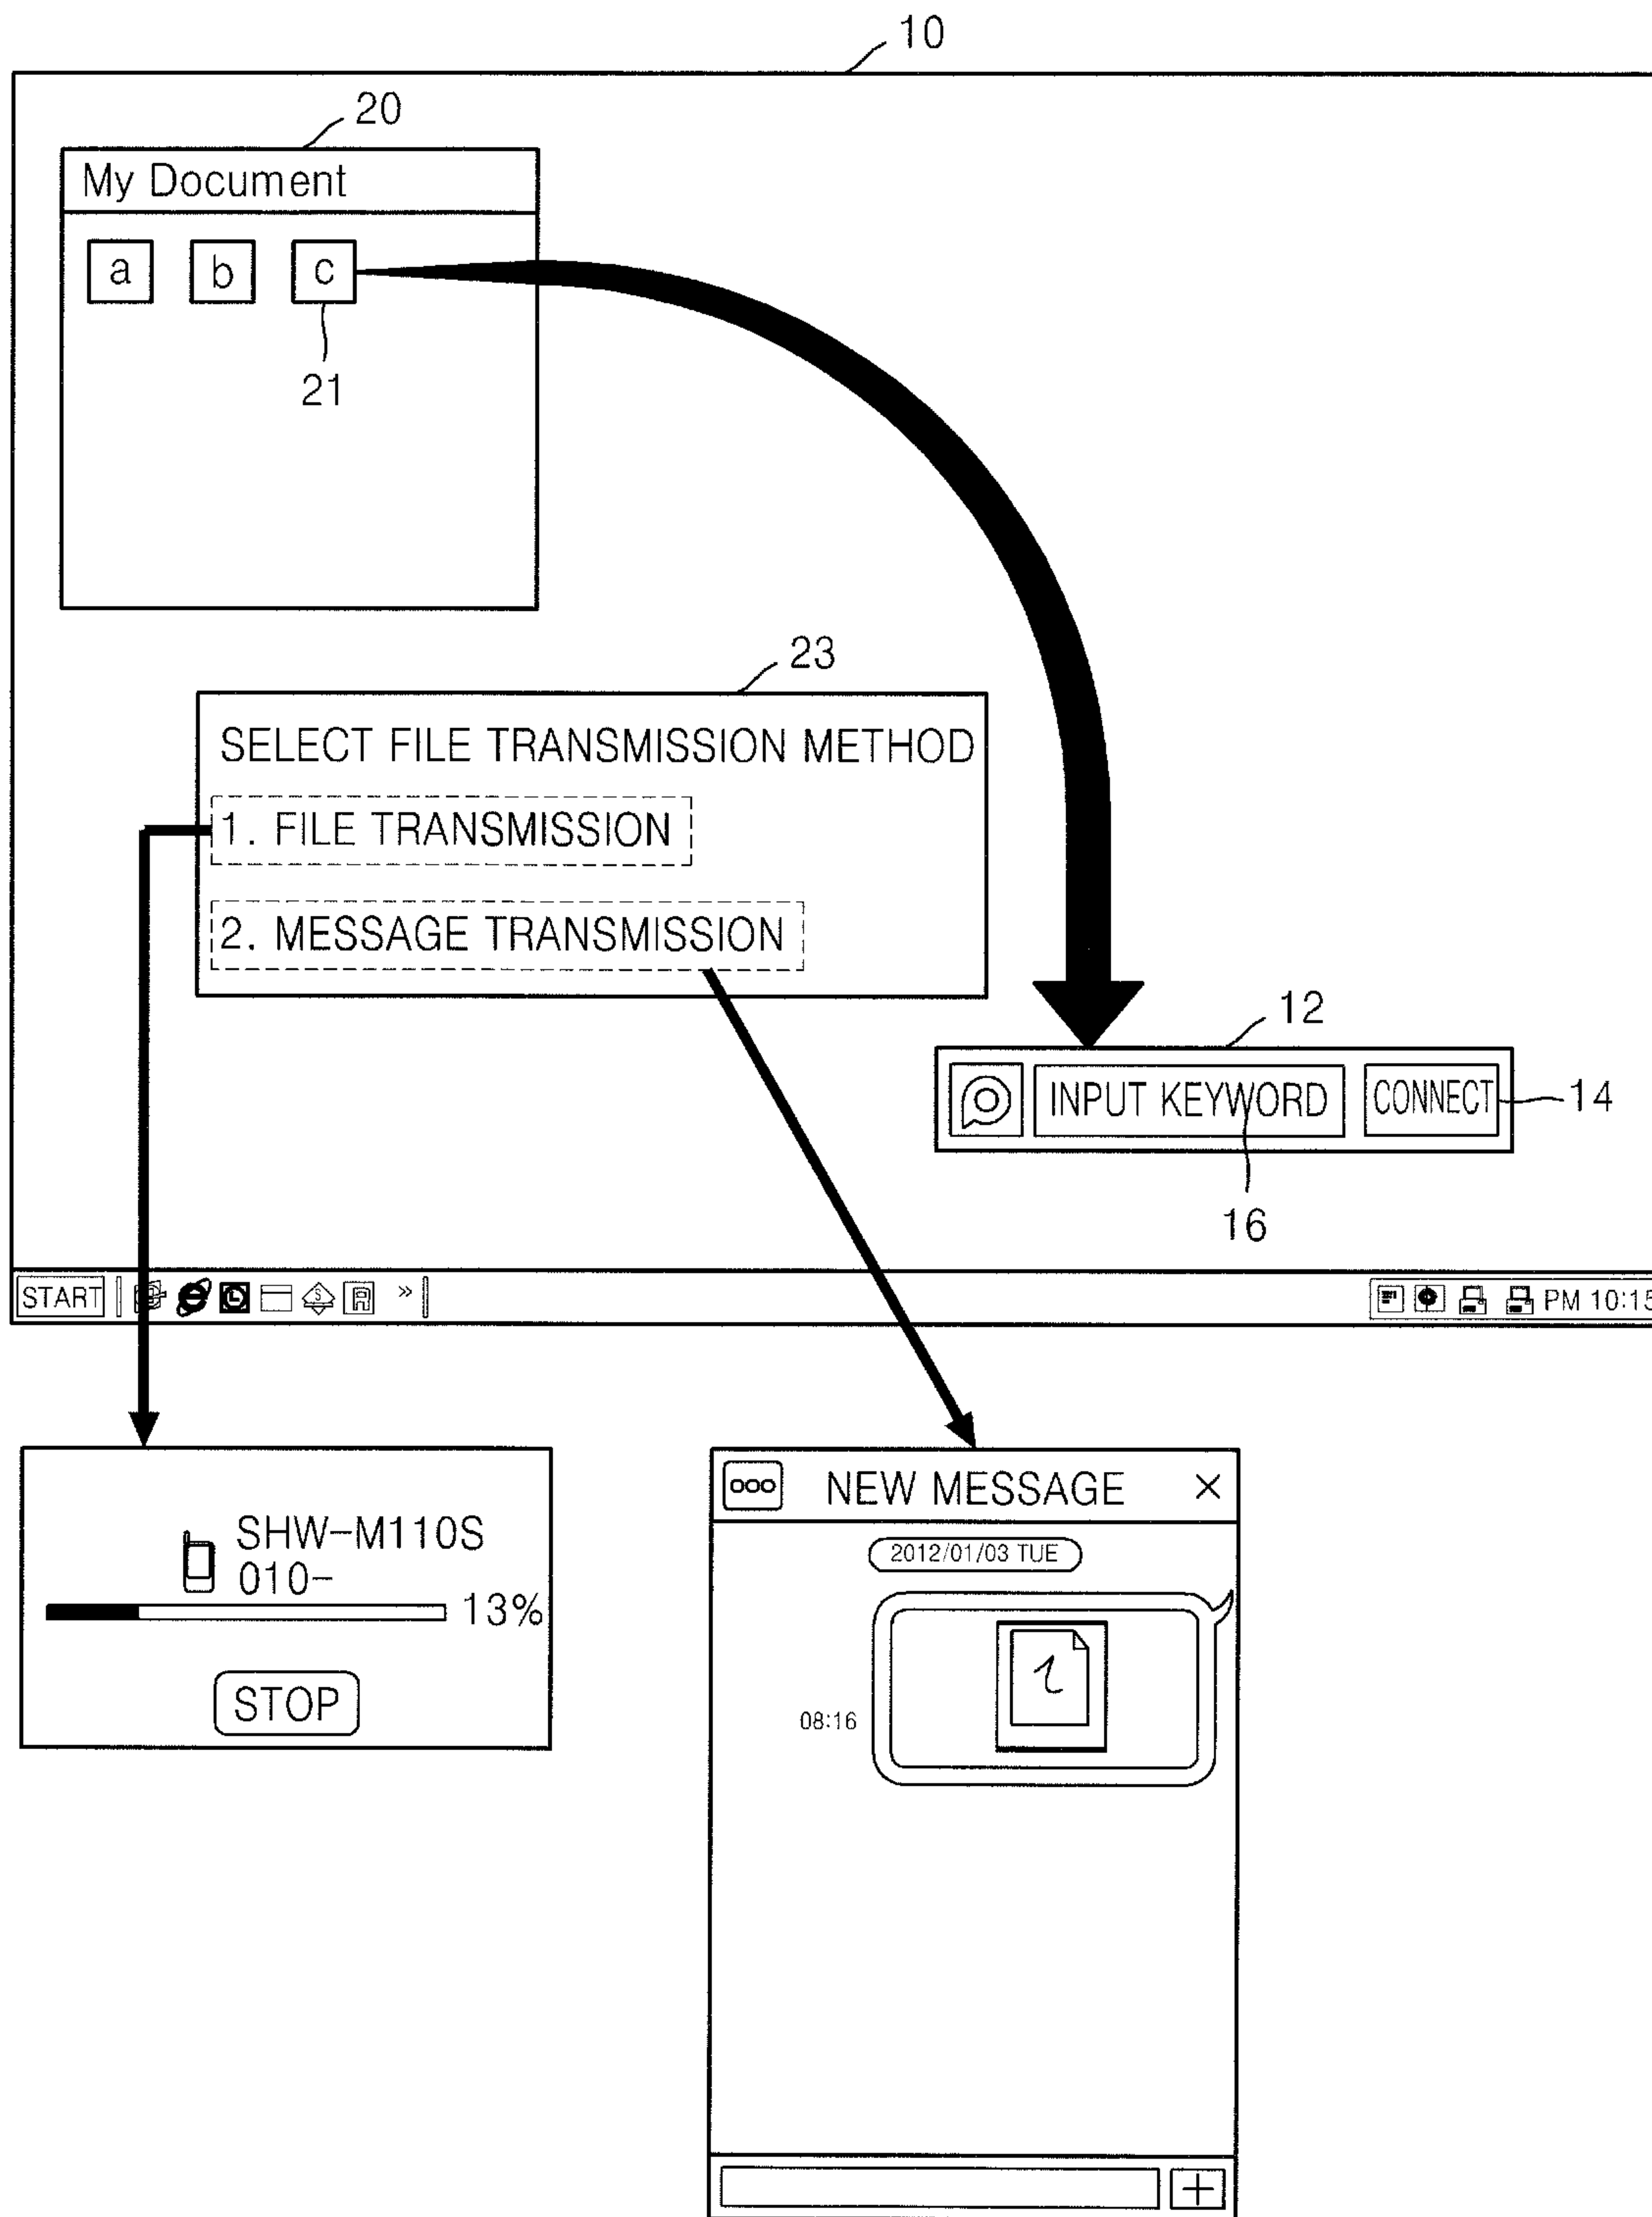 10
20
My Document
a b c
21
23
SELECT FILE TRANSMISSION METHOD
1. FILE TRANSMISSION
2. MESSAGE TRANSMISSION
12
INPUT KEYWORD CONNECT 14
16
START » PM 10:15
SHW-M110S
010-
13%
STOP
ooo NEW MESSAGE ×
2012/01/03 TUE
08:16
+